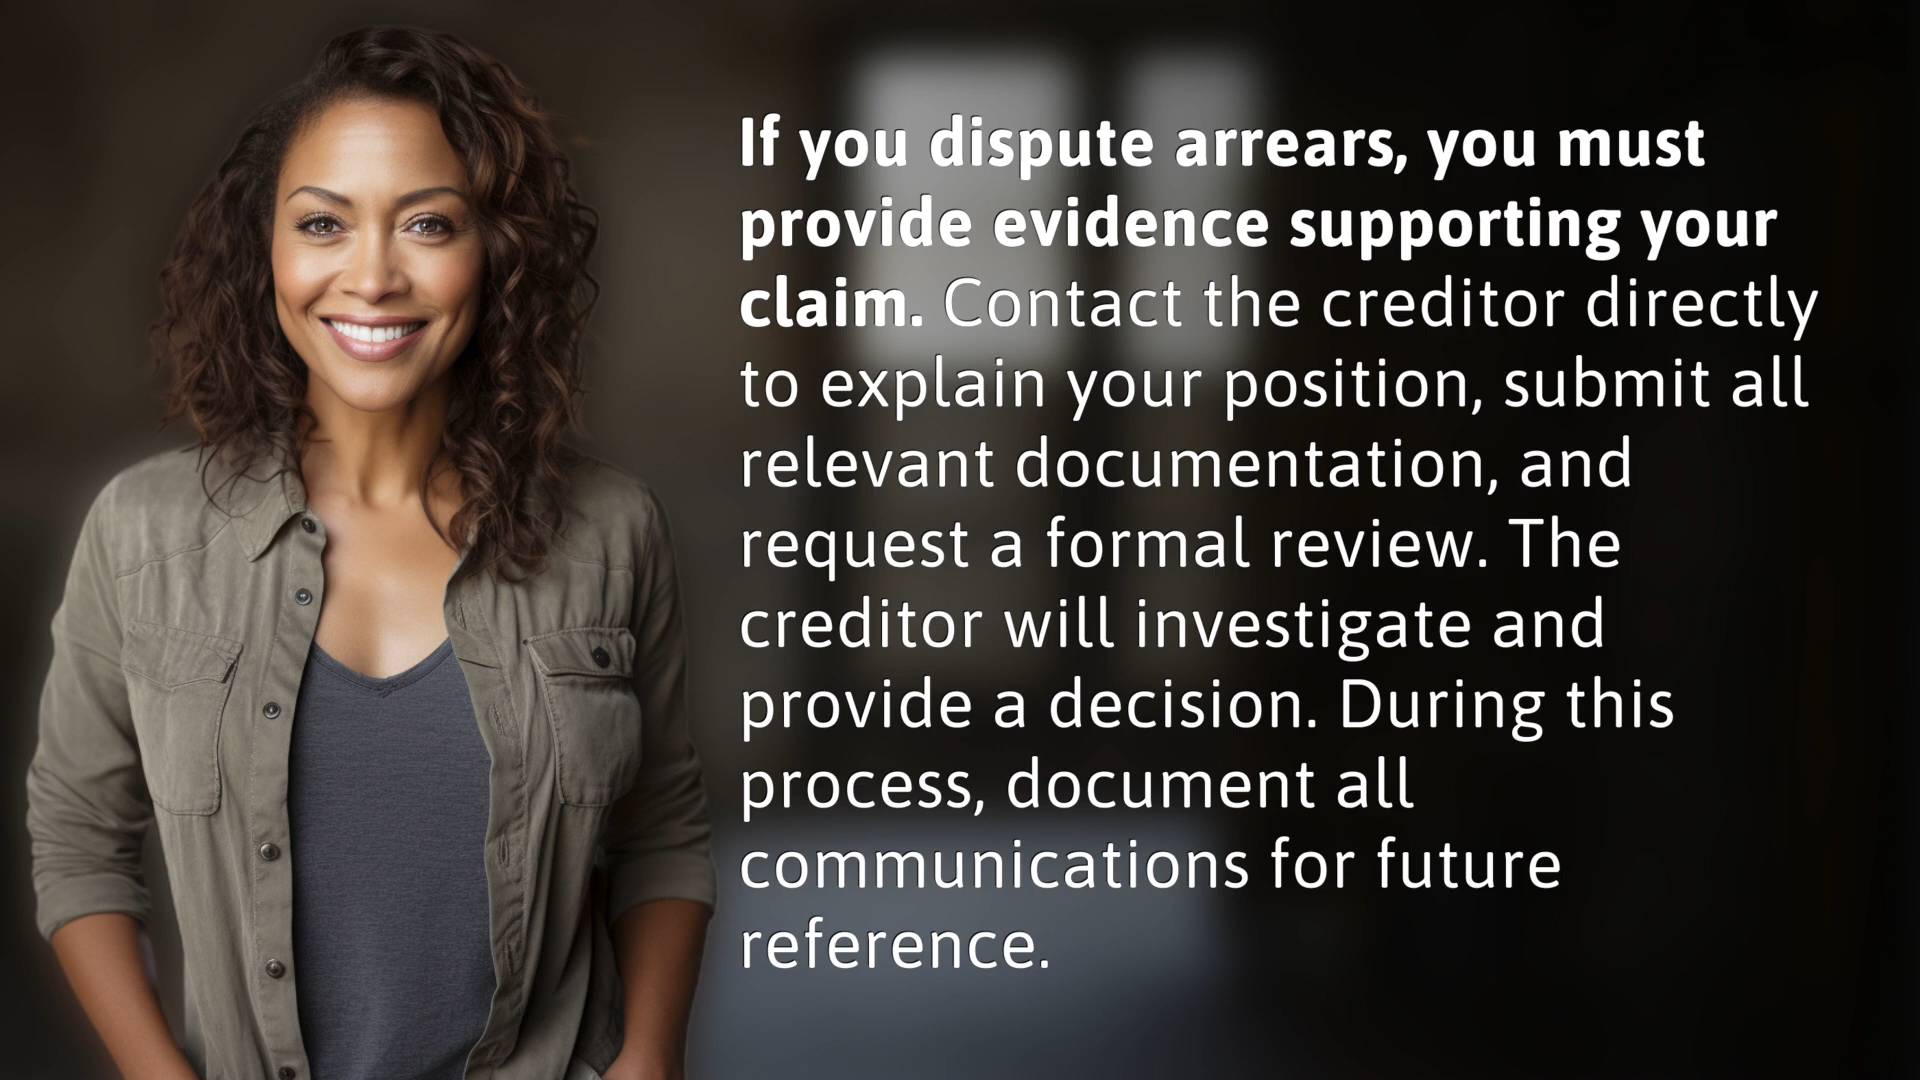 If you dispute arrears, you must
provide evidence supporting your
claim. Contact the creditor directly
to explain your position, submit all
relevant documentation, and
request a formal review. The
creditor will investigate and
provide a decision. During this
process, document all
communications for future
reference.